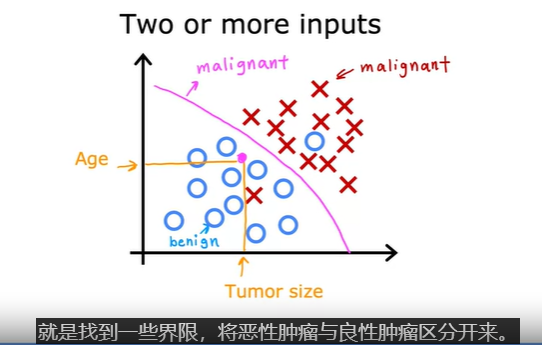 Two or more inputs
malignant
malignant
Age
benign
Tumor size
就是找到一些界限，将恶性肿瘤与良性肿瘤区分开来。